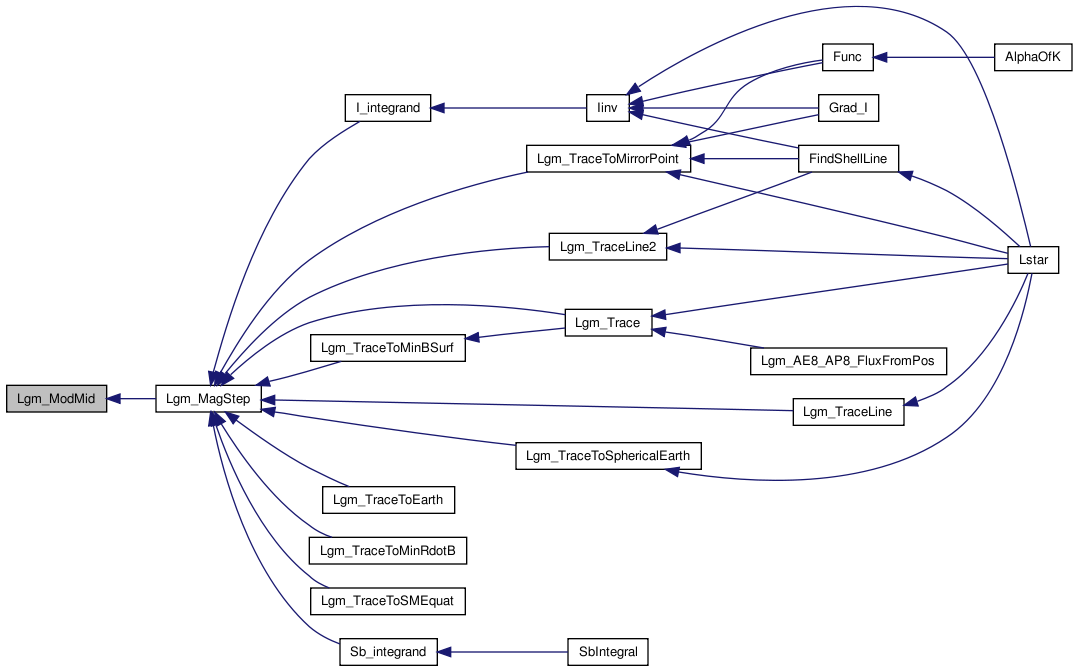 Func
AlphaOfK
I_integrand
Iinv
Grad_I
Lgm_TraceToMirrorPoint
FindShellLine
Lgm_TraceLine2
Lstar
Lgm_Trace
Lgm_TraceToMinBSurf
Lgm_AE8_AP8_FluxFromPos
Lgm_ModMid
Lgm_MagStep
Lgm_TraceLine
Lgm_TraceToSphericalEarth
Lgm_TraceToEarth
Lgm_TraceToMinRdotB
Lgm_TraceToSMEquat
Sb_integrand
SbIntegral